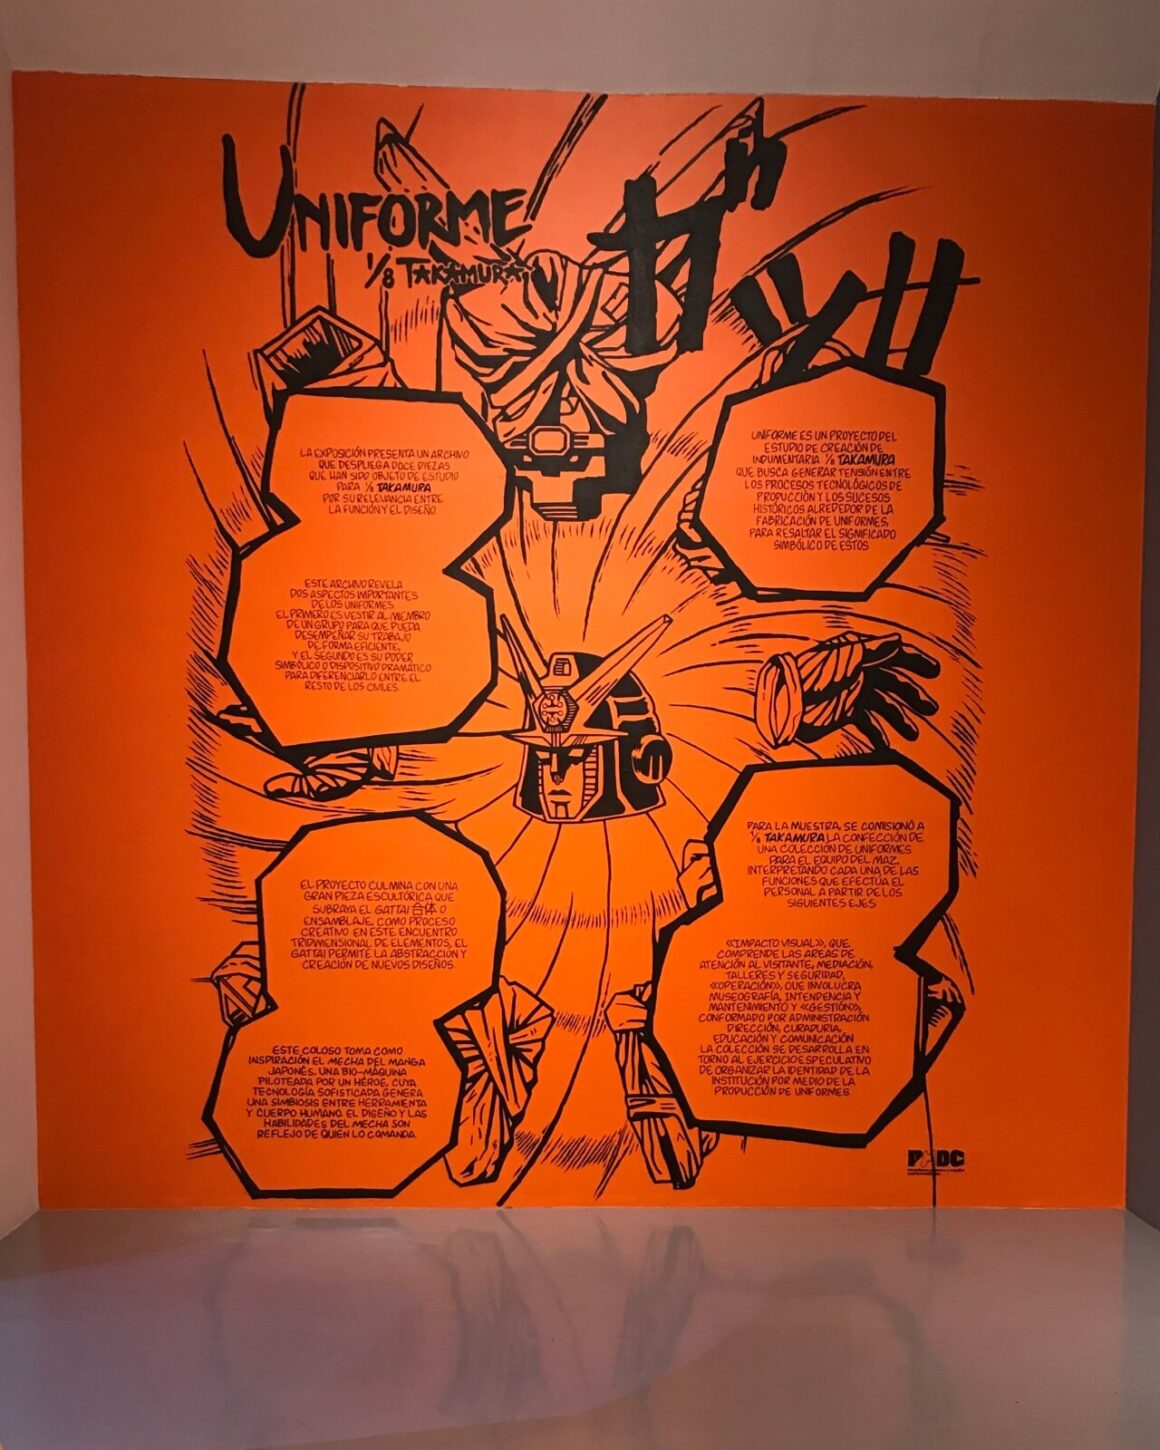 UNIFORME
1/8 TAKAMURA
ガガッ!!
UNIFORME ES UN PROYECTO DEL
ESTUDIO DE CREACIÓN DE
INDUMENTARIA 1/8 TAKAMURA
QUE BUSCA GENERAR TENSIÓN ENTRE
LOS PROCESOS TECNOLÓGICOS DE
PRODUCCIÓN Y LOS SUCESOS
HISTÓRICOS ALREDEDOR DE LA
FABRICACIÓN DE UNIFORMES,
PARA RESALTAR EL SIGNIFICADO
SIMBÓLICO DE ESTOS
LA EXPOSICIÓN PRESENTA UN ARCHIVO
QUE DESPLIEGA DOCE PIEZAS
QUE HAN SIDO OBJETO DE ESTUDIO
PARA 1/8 TAKAMURA
POR SU RELEVANCIA ENTRE
LA FUNCIÓN Y EL DISEÑO.
ESTE ARCHIVO REVELA
DOS ASPECTOS IMPORTANTES
DE LOS UNIFORMES.
EL PRIMERO ES VESTIR AL MIEMBRO
DE UN GRUPO PARA QUE PUEDA
DESEMPEÑAR SU TRABAJO
DE FORMA EFICIENTE,
Y EL SEGUNDO ES SU PODER
SIMBÓLICO O DISPOSITIVO DRAMÁTICO
PARA DIFERENCIARLO ENTRE EL
RESTO DE LOS CIVILES.
PARA LA MUESTRA, SE COMISIONÓ A
1/8 TAKAMURA LA CONFECCIÓN DE
UNA COLECCIÓN DE UNIFORMES
PARA EL EQUIPO DEL MAZ,
INTERPRETANDO CADA UNA DE LAS
FUNCIONES QUE EFECTÚA EL
PERSONAL A PARTIR DE LOS
SIGUIENTES EJES:
«IMPACTO VISUAL», QUE
COMPRENDE LAS ÁREAS DE
ATENCIÓN AL VISITANTE, MEDIACIÓN,
TALLERES Y SEGURIDAD,
«OPERACIÓN», QUE INVOLUCRA
MUSEOGRAFÍA, INTENDENCIA Y
MANTENIMIENTO Y «GESTIÓN»,
CONFORMADO POR ADMINISTRACIÓN
DIRECCIÓN, CURADURÍA,
EDUCACIÓN Y COMUNICACIÓN
LA COLECCIÓN SE DESARROLLA EN
TORNO AL EJERCICIO ESPECULATIVO
DE ORGANIZAR LA IDENTIDAD DE LA
INSTITUCIÓN POR MEDIO DE LA
PRODUCCIÓN DE UNIFORMES.
EL PROYECTO CULMINA CON UNA
GRAN PIEZA ESCULTÓRICA QUE
SUBRAYA EL GATTAI 合体 O
ENSAMBLAJE, COMO PROCESO
CREATIVO EN ESTE ENCUENTRO
TRIDIMENSIONAL DE ELEMENTOS, EL
GATTAI PERMITE LA ABSTRACCIÓN Y
CREACIÓN DE NUEVOS DISEÑOS.
ESTE COLOSO TOMA COMO
INSPIRACIÓN EL MECHA DEL MANGA
JAPONÉS, UNA BIO-MÁQUINA
PILOTEADA POR UN HÉROE, CUYA
TECNOLOGÍA SOFISTICADA GENERA
UNA SIMBIOSIS ENTRE HERRAMIENTA
Y CUERPO HUMANO. EL DISEÑO Y LAS
HABILIDADES DEL MECHA SON
REFLEJO DE QUIEN LO COMANDA.